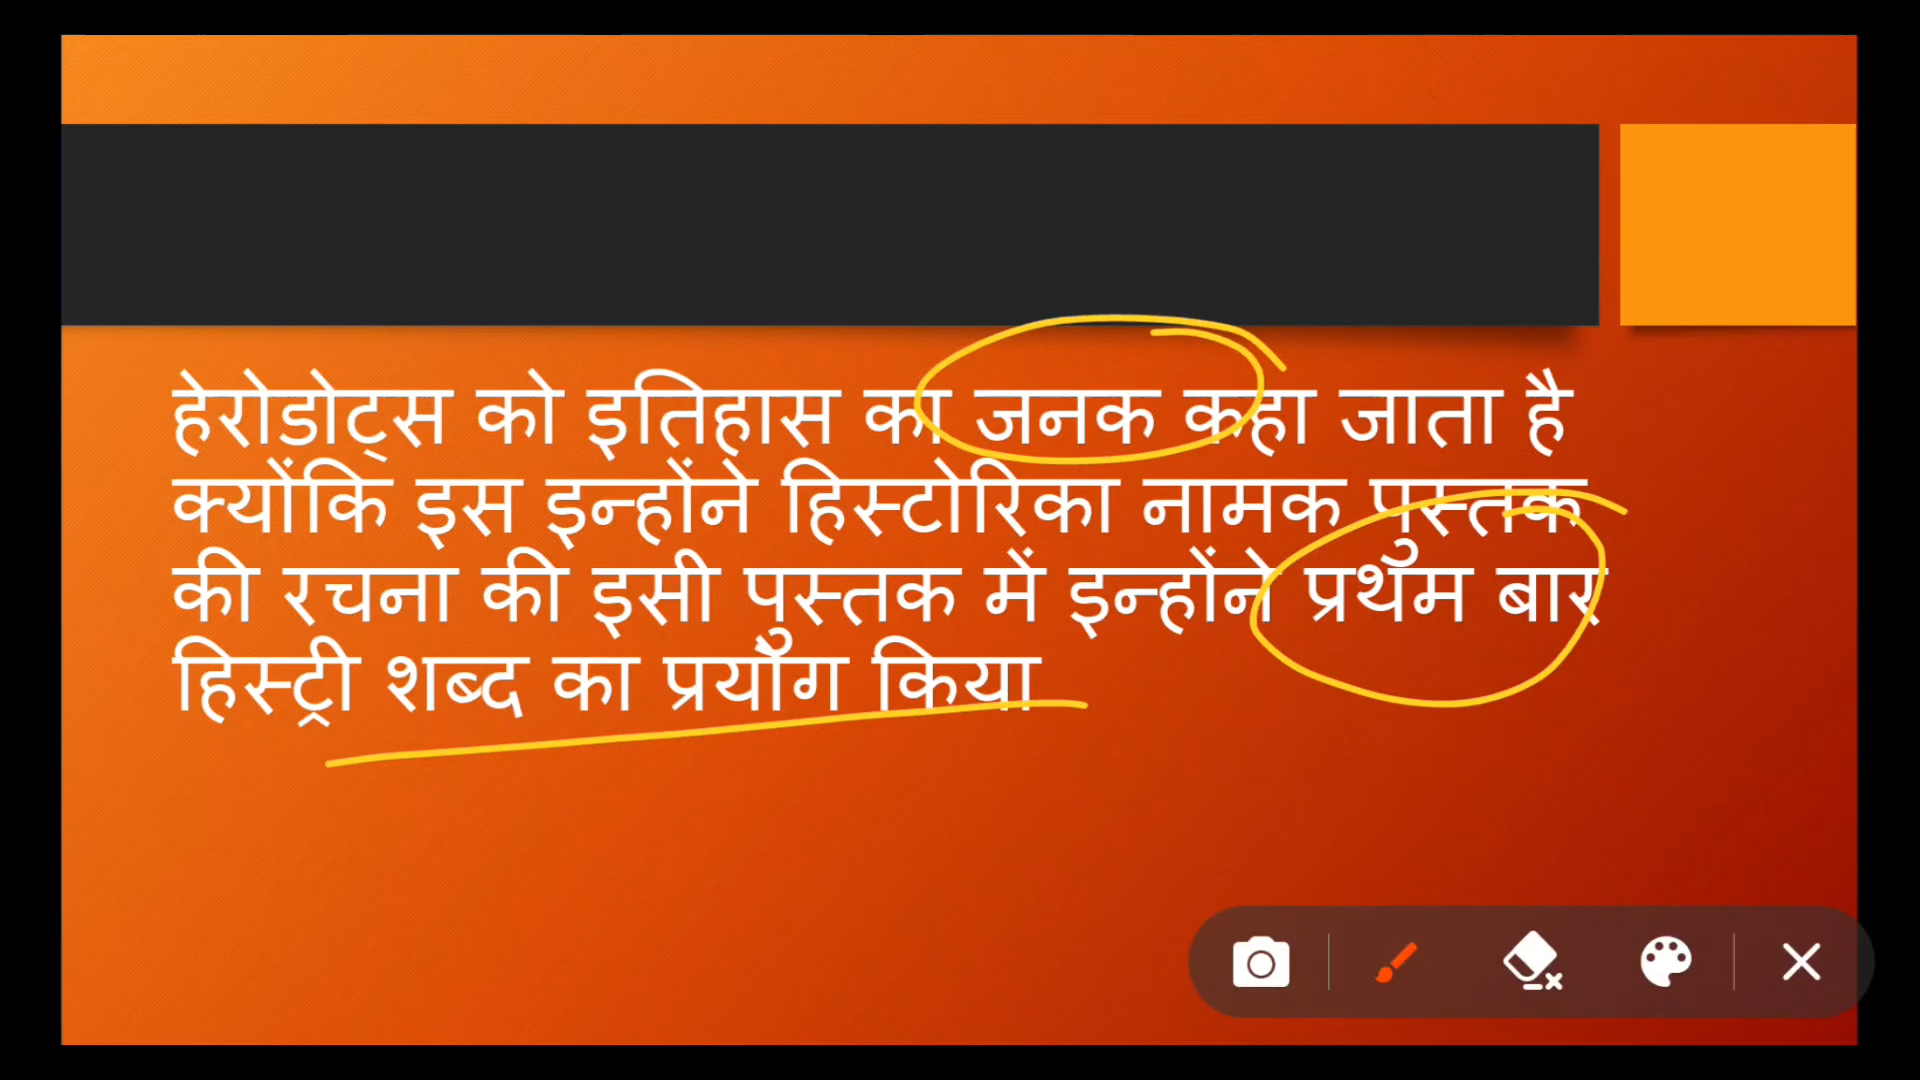 हेरोडोट्स को इतिहास का जनक कहा जाता है
क्योंकि इस इन्होंने हिस्टोरिका नामक पुस्तक
की रचना की इसी पुस्तक में इन्होंने प्रथम बार
हिस्ट्री शब्द का प्रयोग किया